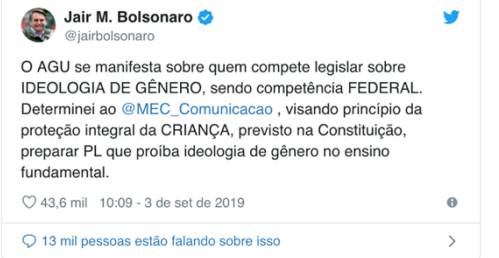 Jair M. Bolsonaro
@jairbolsonaro
O AGU se manifesta sobre quem compete legislar sobre
IDEOLOGIA DE GÊNERO, sendo competência FEDERAL.
Determinei ao @MEC_Comunicacao , visando princípio da
proteção integral da CRIANÇA, previsto na Constituição,
preparar PL que proíba ideologia de gênero no ensino
fundamental.
43,6 mil 10:09 - 3 de set de 2019
13 mil pessoas estão falando sobre isso